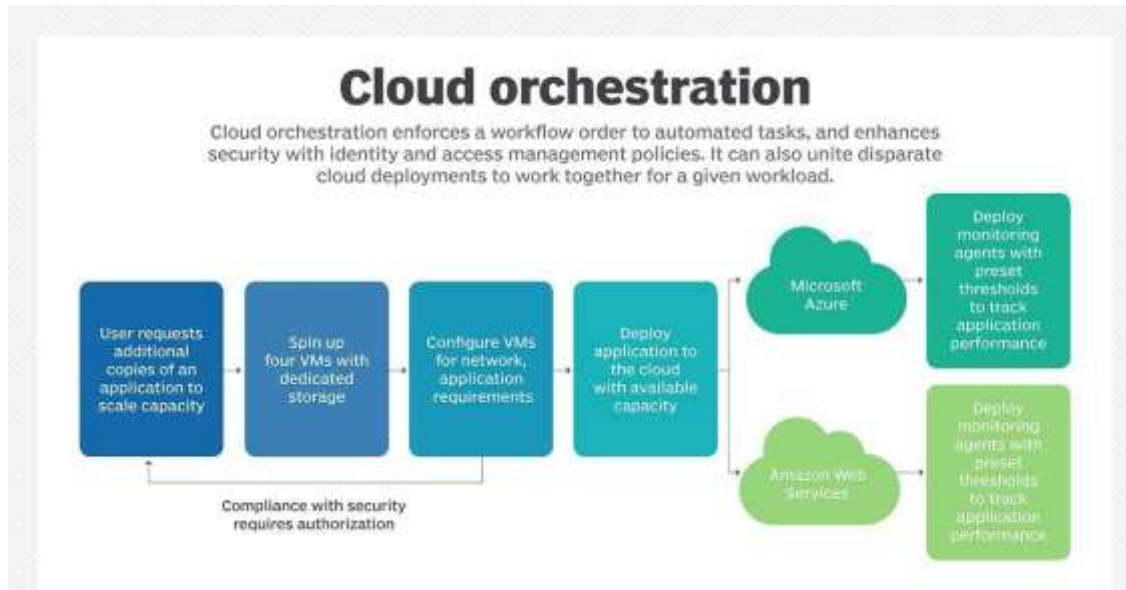 Cloud orchestration
Cloud orchestration enforces a workflow order to automated tasks, and enhances
security with identity and access management policies. It can also unite disparate
cloud deployments to work together for a given workload.
User requests
additional
copies of an
application to
scale capacity
Spin up
four VMs with
dedicated
storage
Configure VMs
for network,
application
requirements
Deploy
application to
the cloud
with available
capacity
Microsoft
Azure
Deploy
monitoring
agents with
preset
thresholds
to track
application
performance
Amazon Web
Services
Deploy
monitoring
agents with
preset
thresholds
to track
application
performance
Compliance with security
requires authorization